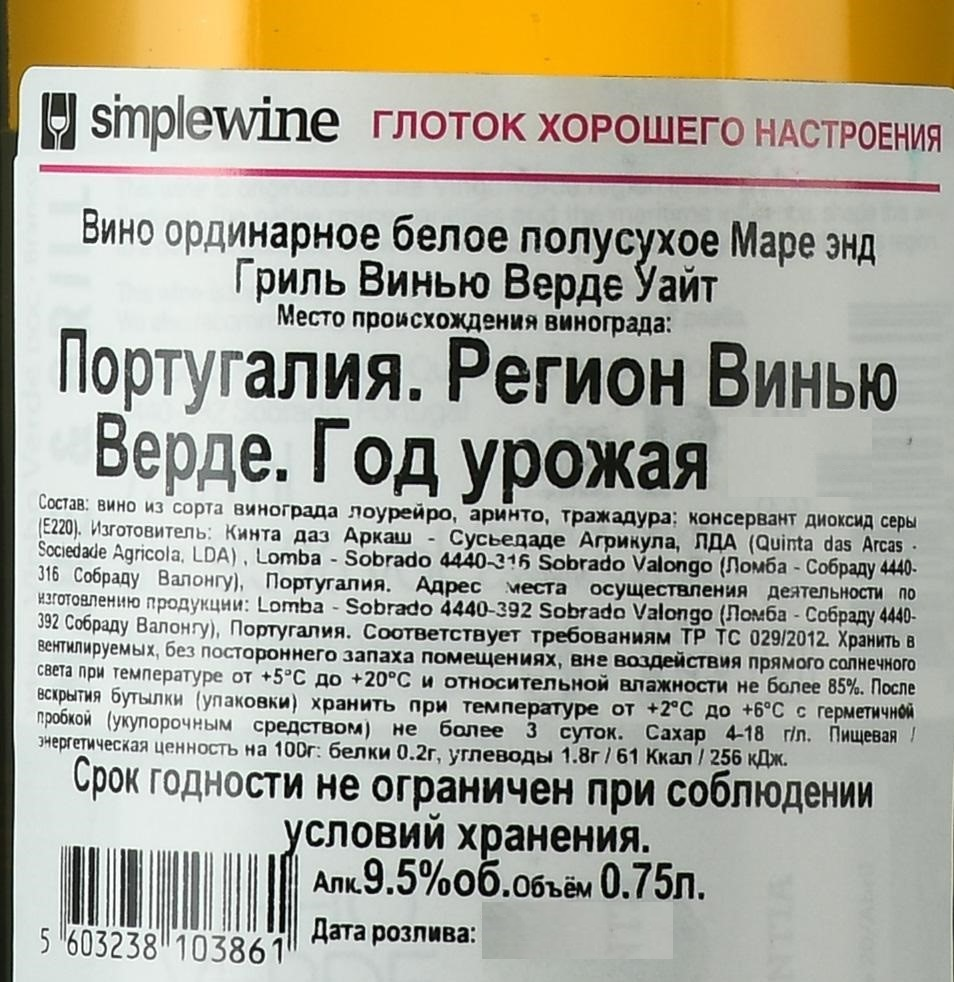 simplewine ГЛОТОК ХОРОШЕГО НАСТРОЕНИЯ
Вино ординарное белое полусухое Маре энд
Гриль Винью Верде Уайт
Место происхождения винограда:
Португалия. Регион Винью
Верде. Год урожая
Состав: вино из сорта винограда лоурейро, аринто, тражадура; консервант диоксид серы
(Е220). Изготовитель: Кинта даз Аркаш - Сусьедаде Агрикула, ЛДА (Quinta das Arcas -
Sociedade Agricola, LDA) , Lomba - Sobrado 4440-316 Sobrado Valongo (Ломба - Собраду 4440-
316 Собраду Валонгу), Португалия. Адрес места осуществления деятельности по
изготовлению продукции: Lomba - Sobrado 4440-392 Sobrado Valongo (Ломба - Собраду 4440-
392 Собраду Валонгу), Португалия. Соответствует требованиям ТР ТС 029/2012. Хранить в
вентилируемых, без постороннего запаха помещениях, вне воздействия прямого солнечного
света при температуре от +5°С до +20°С и относительной влажности не более 85%. После
вскрытия бутылки (упаковки) хранить при температуре от +2°С до +6°С с герметичной
пробкой (укупорочным средством) не более 3 суток. Сахар 4-18 г/л. Пищевая /
энергетическая ценность на 100г: белки 0.2г, углеводы 1.8г / 61 Ккал / 256 кДж.
Срок годности не ограничен при соблюдении
условий хранения.
Алк.9.5%об.Объём 0.75л.
Дата розлива:
5 603238 103861